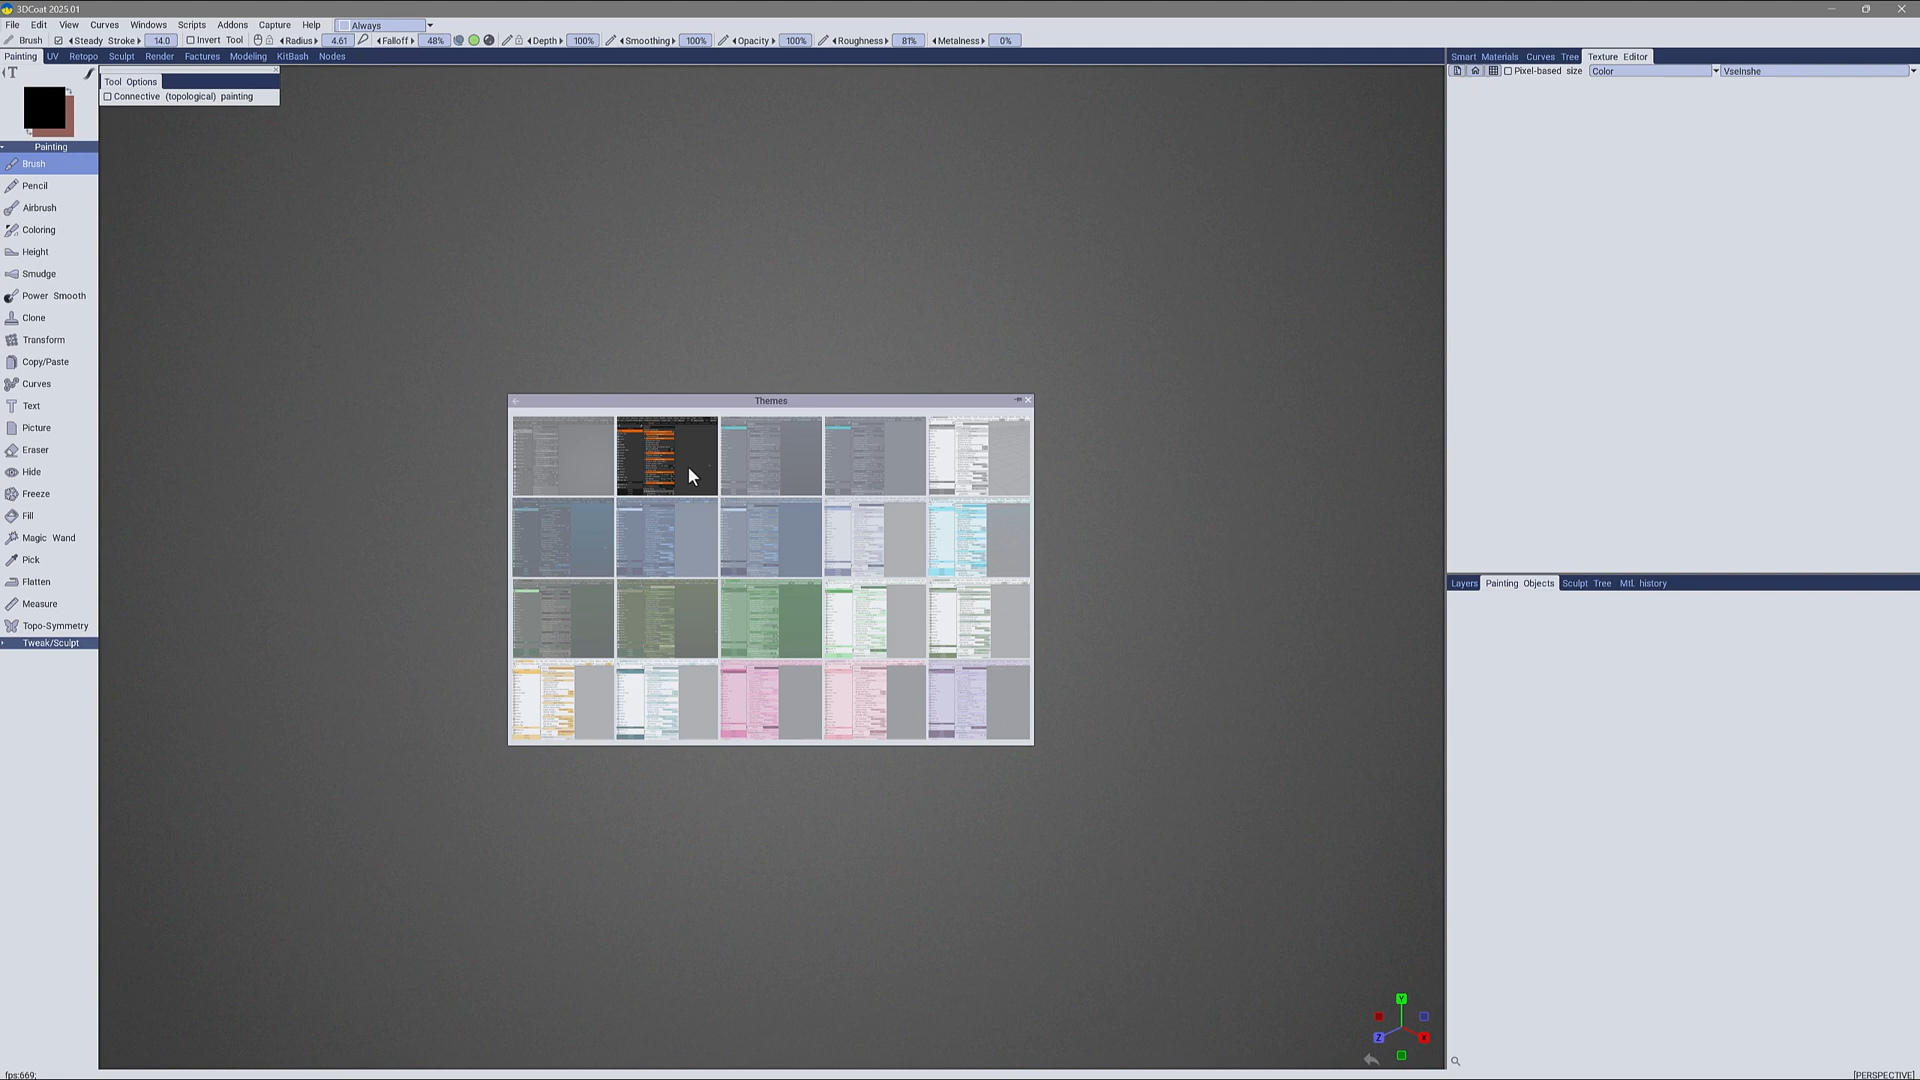 3DCoat 2025.01
File Edit View Curves Windows Scripts Addons Capture Help Always
Brush Steady Stroke 14.0 Invert Tool Radius 4.61 Falloff 48% Depth 100% Smoothing 100% Opacity 100% Roughness 81% Metalness 0%
Painting UV Retopo Sculpt Render Factures Modeling KitBash Nodes
Smart Materials Curves Tree Texture Editor
Pixel-based size Color VseInshe
T
Tool Options
Connective (topological) painting
Painting
Brush
Pencil
Airbrush
Coloring
Height
Smudge
Power Smooth
Clone
Transform
Copy/Paste
Curves
Text
Picture
Eraser
Hide
Freeze
Fill
Magic Wand
Pick
Flatten
Measure
Topo-Symmetry
Tweak/Sculpt
Themes
Layers Painting Objects Sculpt Tree Mtl. history
Y
Z X
fps:669;
[PERSPECTIVE]